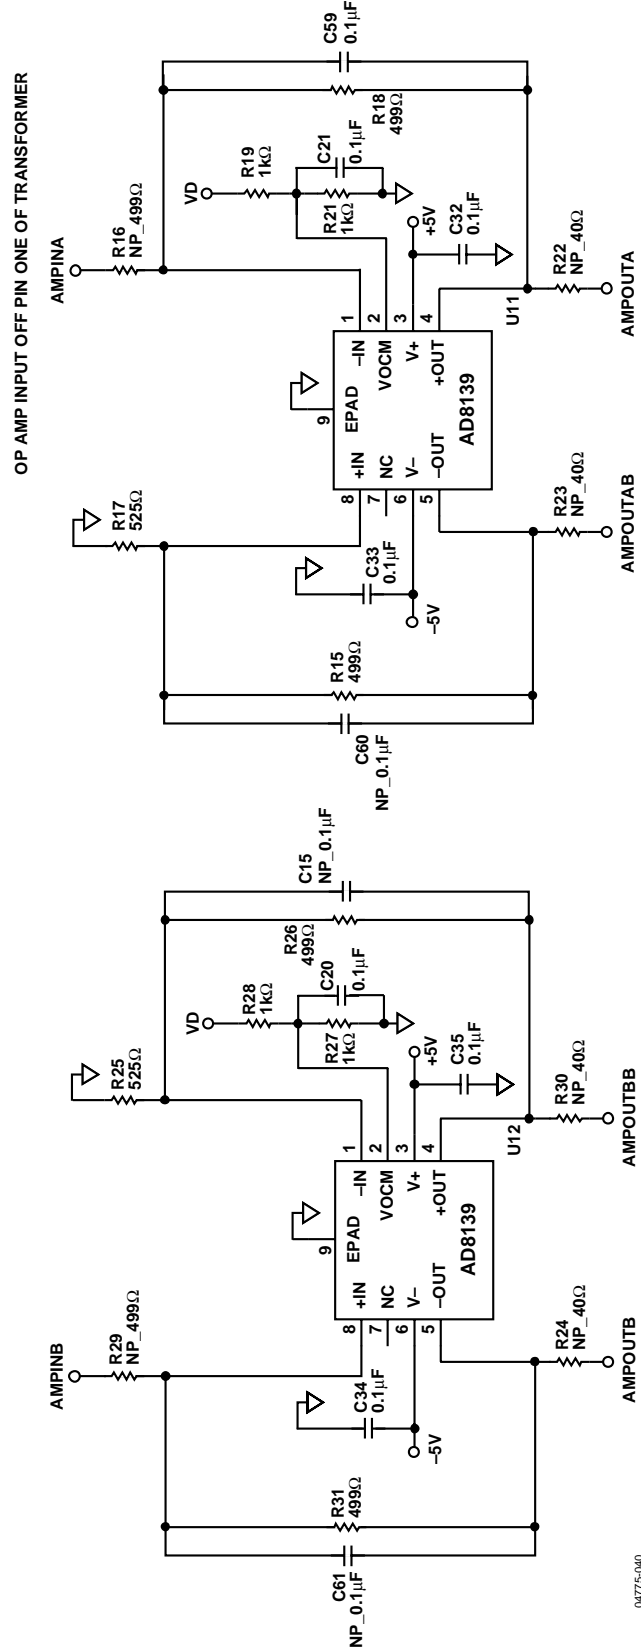 OP AMP INPUT OFF PIN ONE OF TRANSFORMER
AMPINA
R16
NP_499Ω
R17
525Ω
VD
R19
1kΩ
C21
0.1µF
R21
1kΩ
R18
499Ω
C59
0.1µF
+5V
C32
0.1µF
C33
0.1µF
–5V
R15
499Ω
C60
NP_0.1µF
1
2
3
4
–IN
VOCM
V+
+OUT
9
EPAD
AD8139
+IN
NC
V–
–OUT
8
7
6
5
U11
R22
NP_40Ω
AMPOUTA
R23
NP_40Ω
AMPOUTAB
AMPINB
R29
NP_499Ω
R25
525Ω
VD
R28
1kΩ
C20
0.1µF
R27
1kΩ
R26
499Ω
C15
NP_0.1µF
+5V
C35
0.1µF
C34
0.1µF
–5V
R31
499Ω
C61
NP_0.1µF
1
2
3
4
–IN
VOCM
V+
+OUT
9
EPAD
AD8139
+IN
NC
V–
–OUT
8
7
6
5
U12
R30
NP_40Ω
AMPOUTBB
R24
NP_40Ω
AMPOUTB
04775-040